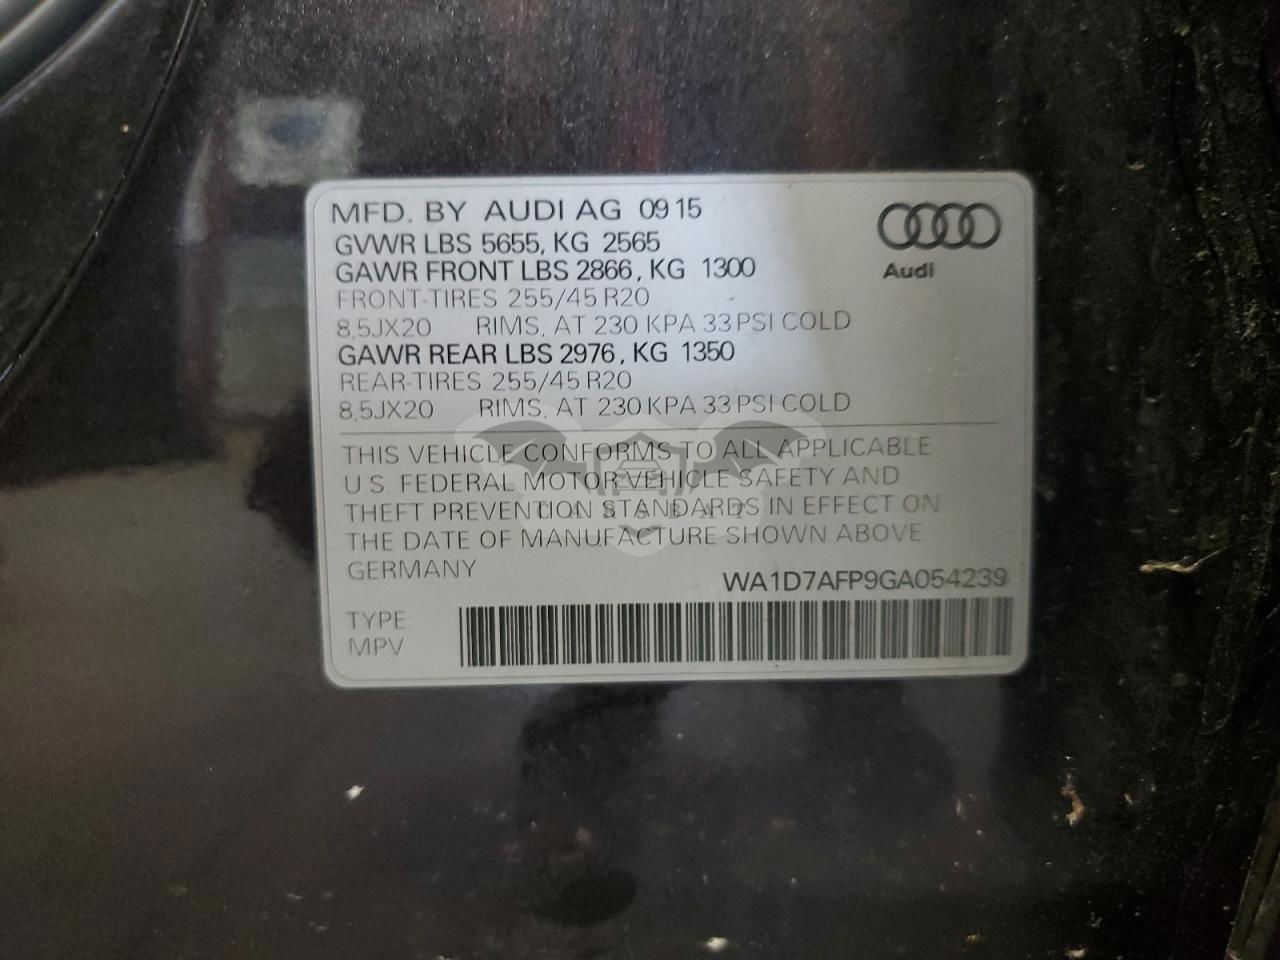 MFD. BY AUDI AG 09 15
GVWR LBS 5655, KG 2565
GAWR FRONT LBS 2866, KG 1300
FRONT-TIRES 255/45 R20
8,5JX20 RIMS, AT 230 KPA 33 PSI COLD
GAWR REAR LBS 2976, KG 1350
REAR-TIRES 255/45 R20
8,5JX20 RIMS, AT 230 KPA 33 PSI COLD
Audi
THIS VEHICLE CONFORMS TO ALL APPLICABLE
U.S. FEDERAL MOTOR VEHICLE SAFETY AND
THEFT PREVENTION STANDARDS IN EFFECT ON
THE DATE OF MANUFACTURE SHOWN ABOVE
GERMANY
WA1D7AFP9GA054239
TYPE:
MPV